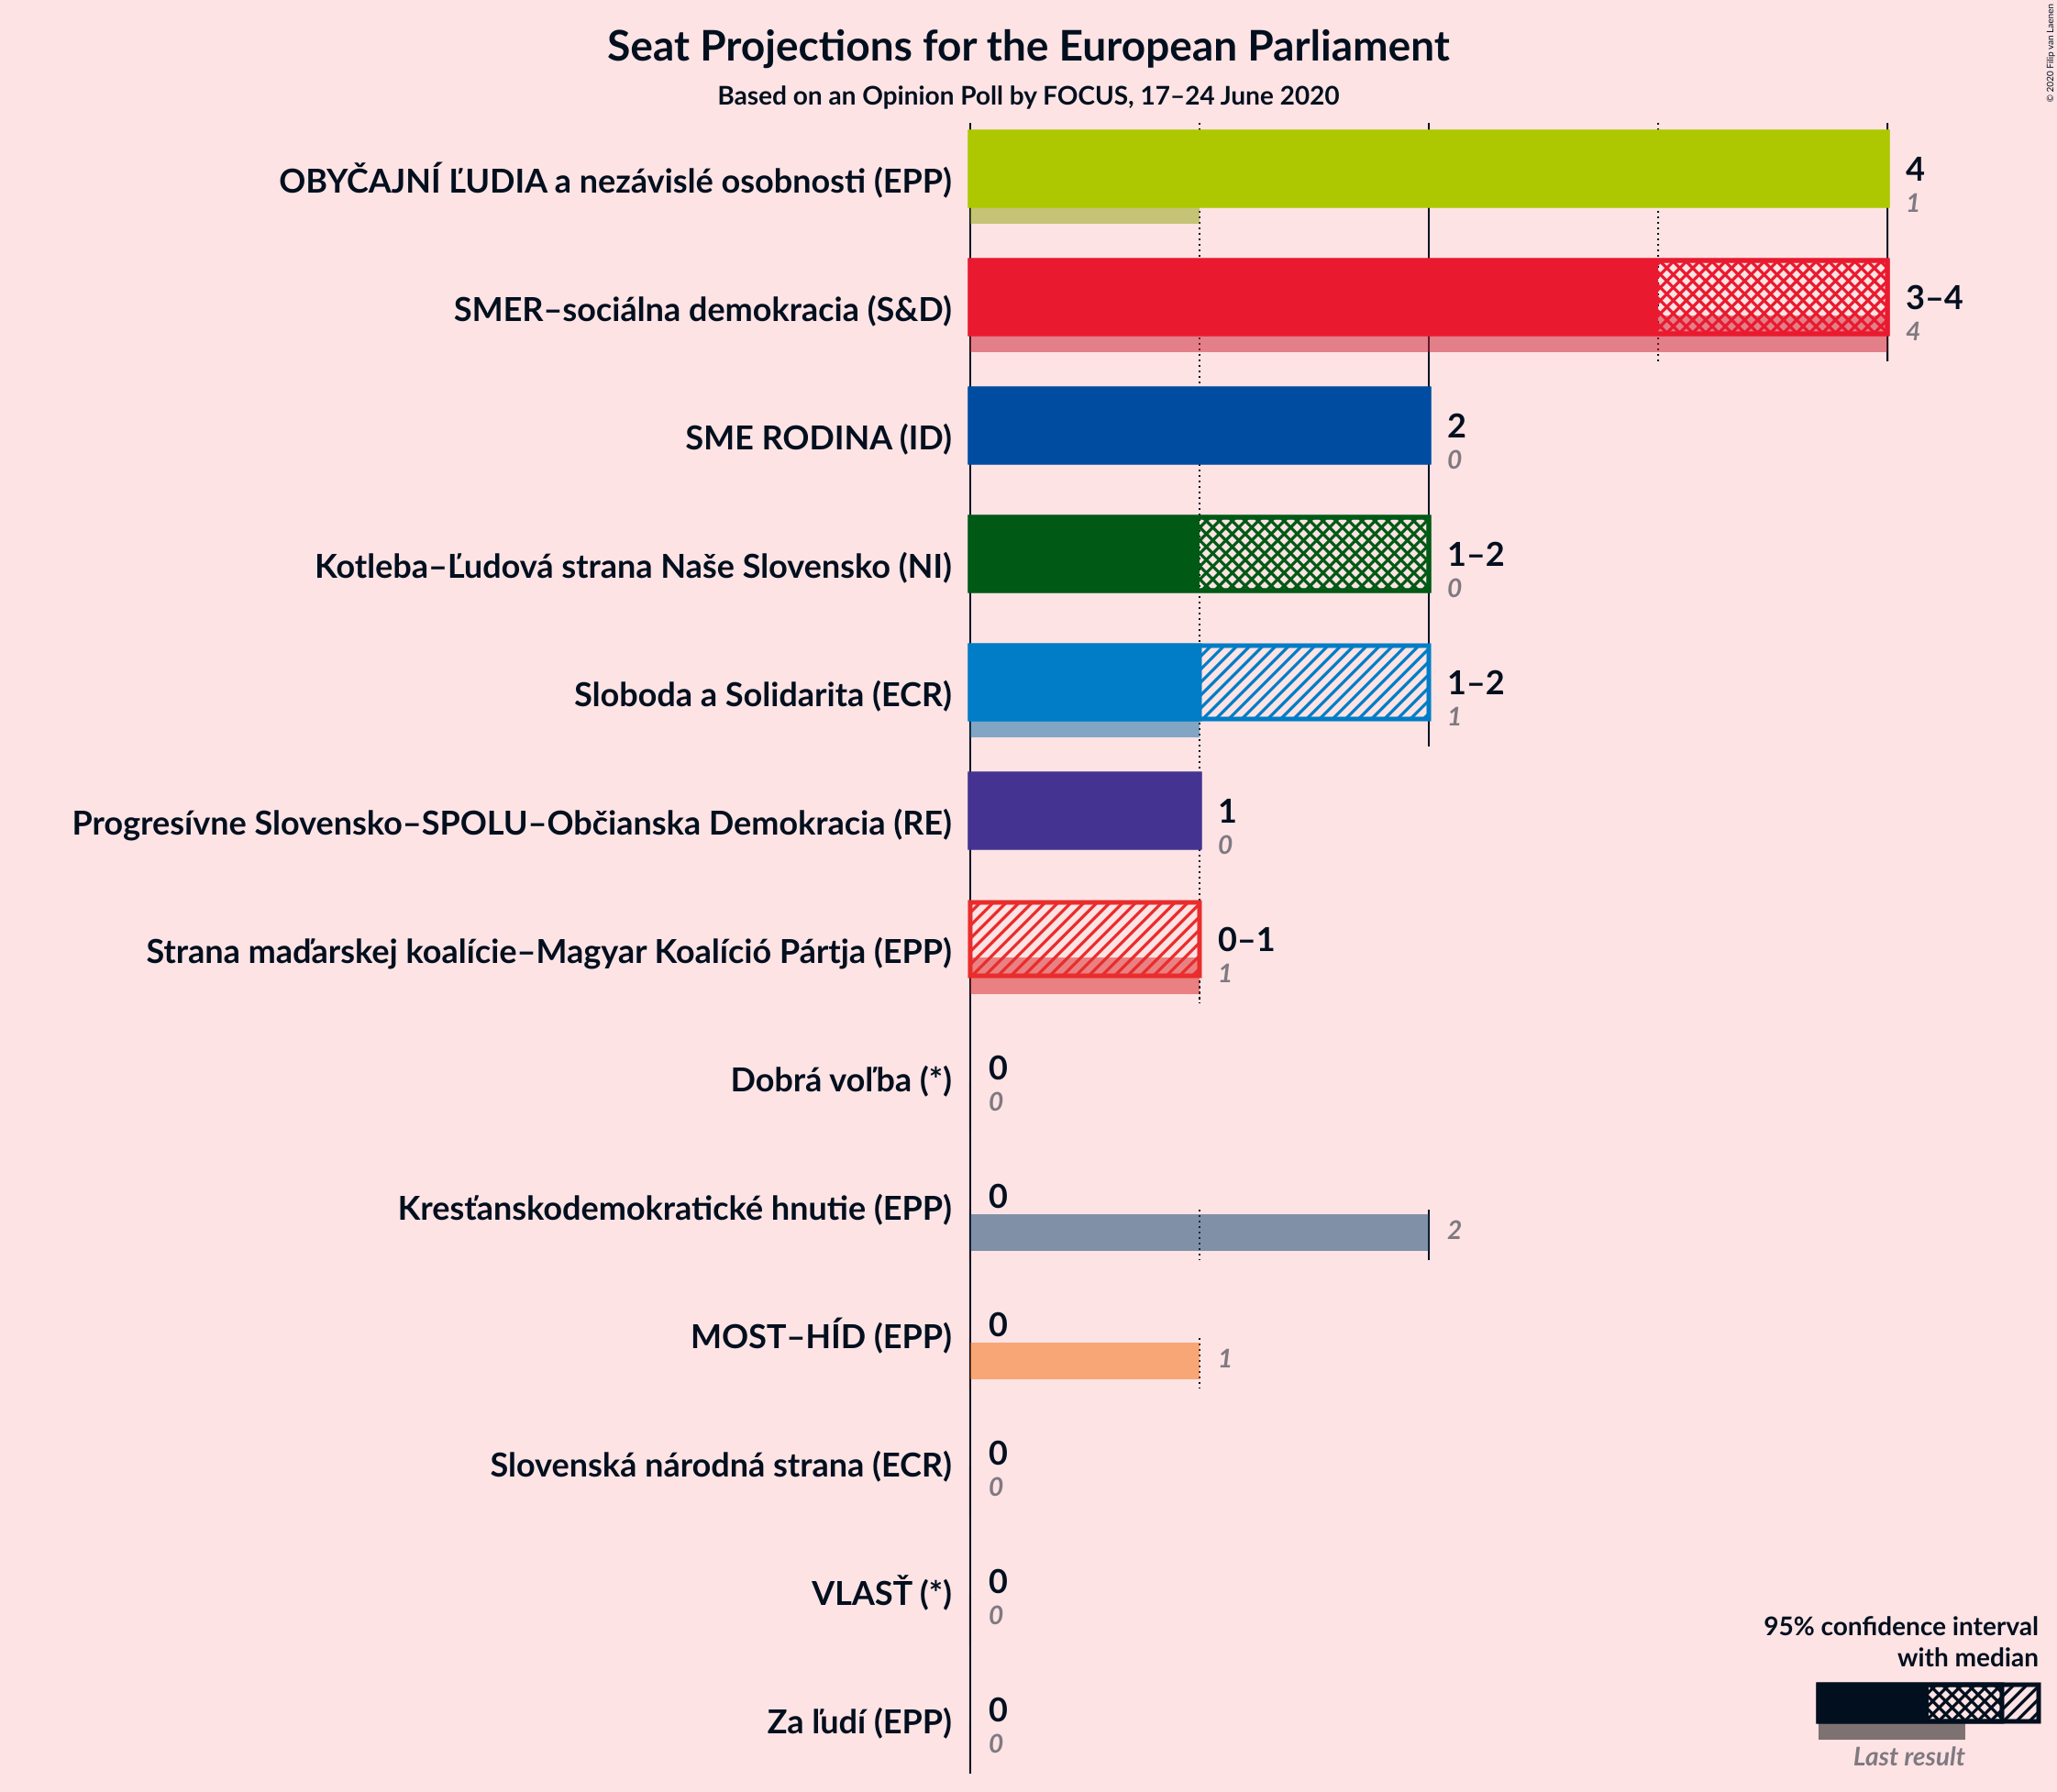 Seat Projections for the European Parliament
Based on an Opinion Poll by FOCUS, 17–24 June 2020
© 2020 Filip van Laenen
OBYČAJNÍ ĽUDIA a nezávislé osobnosti (EPP)
4
1
SMER–sociálna demokracia (S&D)
3–4
4
SME RODINA (ID)
2
0
Kotleba–Ľudová strana Naše Slovensko (NI)
1–2
0
Sloboda a Solidarita (ECR)
1–2
1
Progresívne Slovensko–SPOLU–Občianska Demokracia (RE)
1
0
Strana maďarskej koalície–Magyar Koalíció Pártja (EPP)
0–1
1
Dobrá voľba (*)
0
0
Kresťanskodemokratické hnutie (EPP)
0
2
MOST–HÍD (EPP)
0
1
Slovenská národná strana (ECR)
0
0
VLASŤ (*)
0
0
Za ľudí (EPP)
0
0
95% confidence interval
with median
Last result